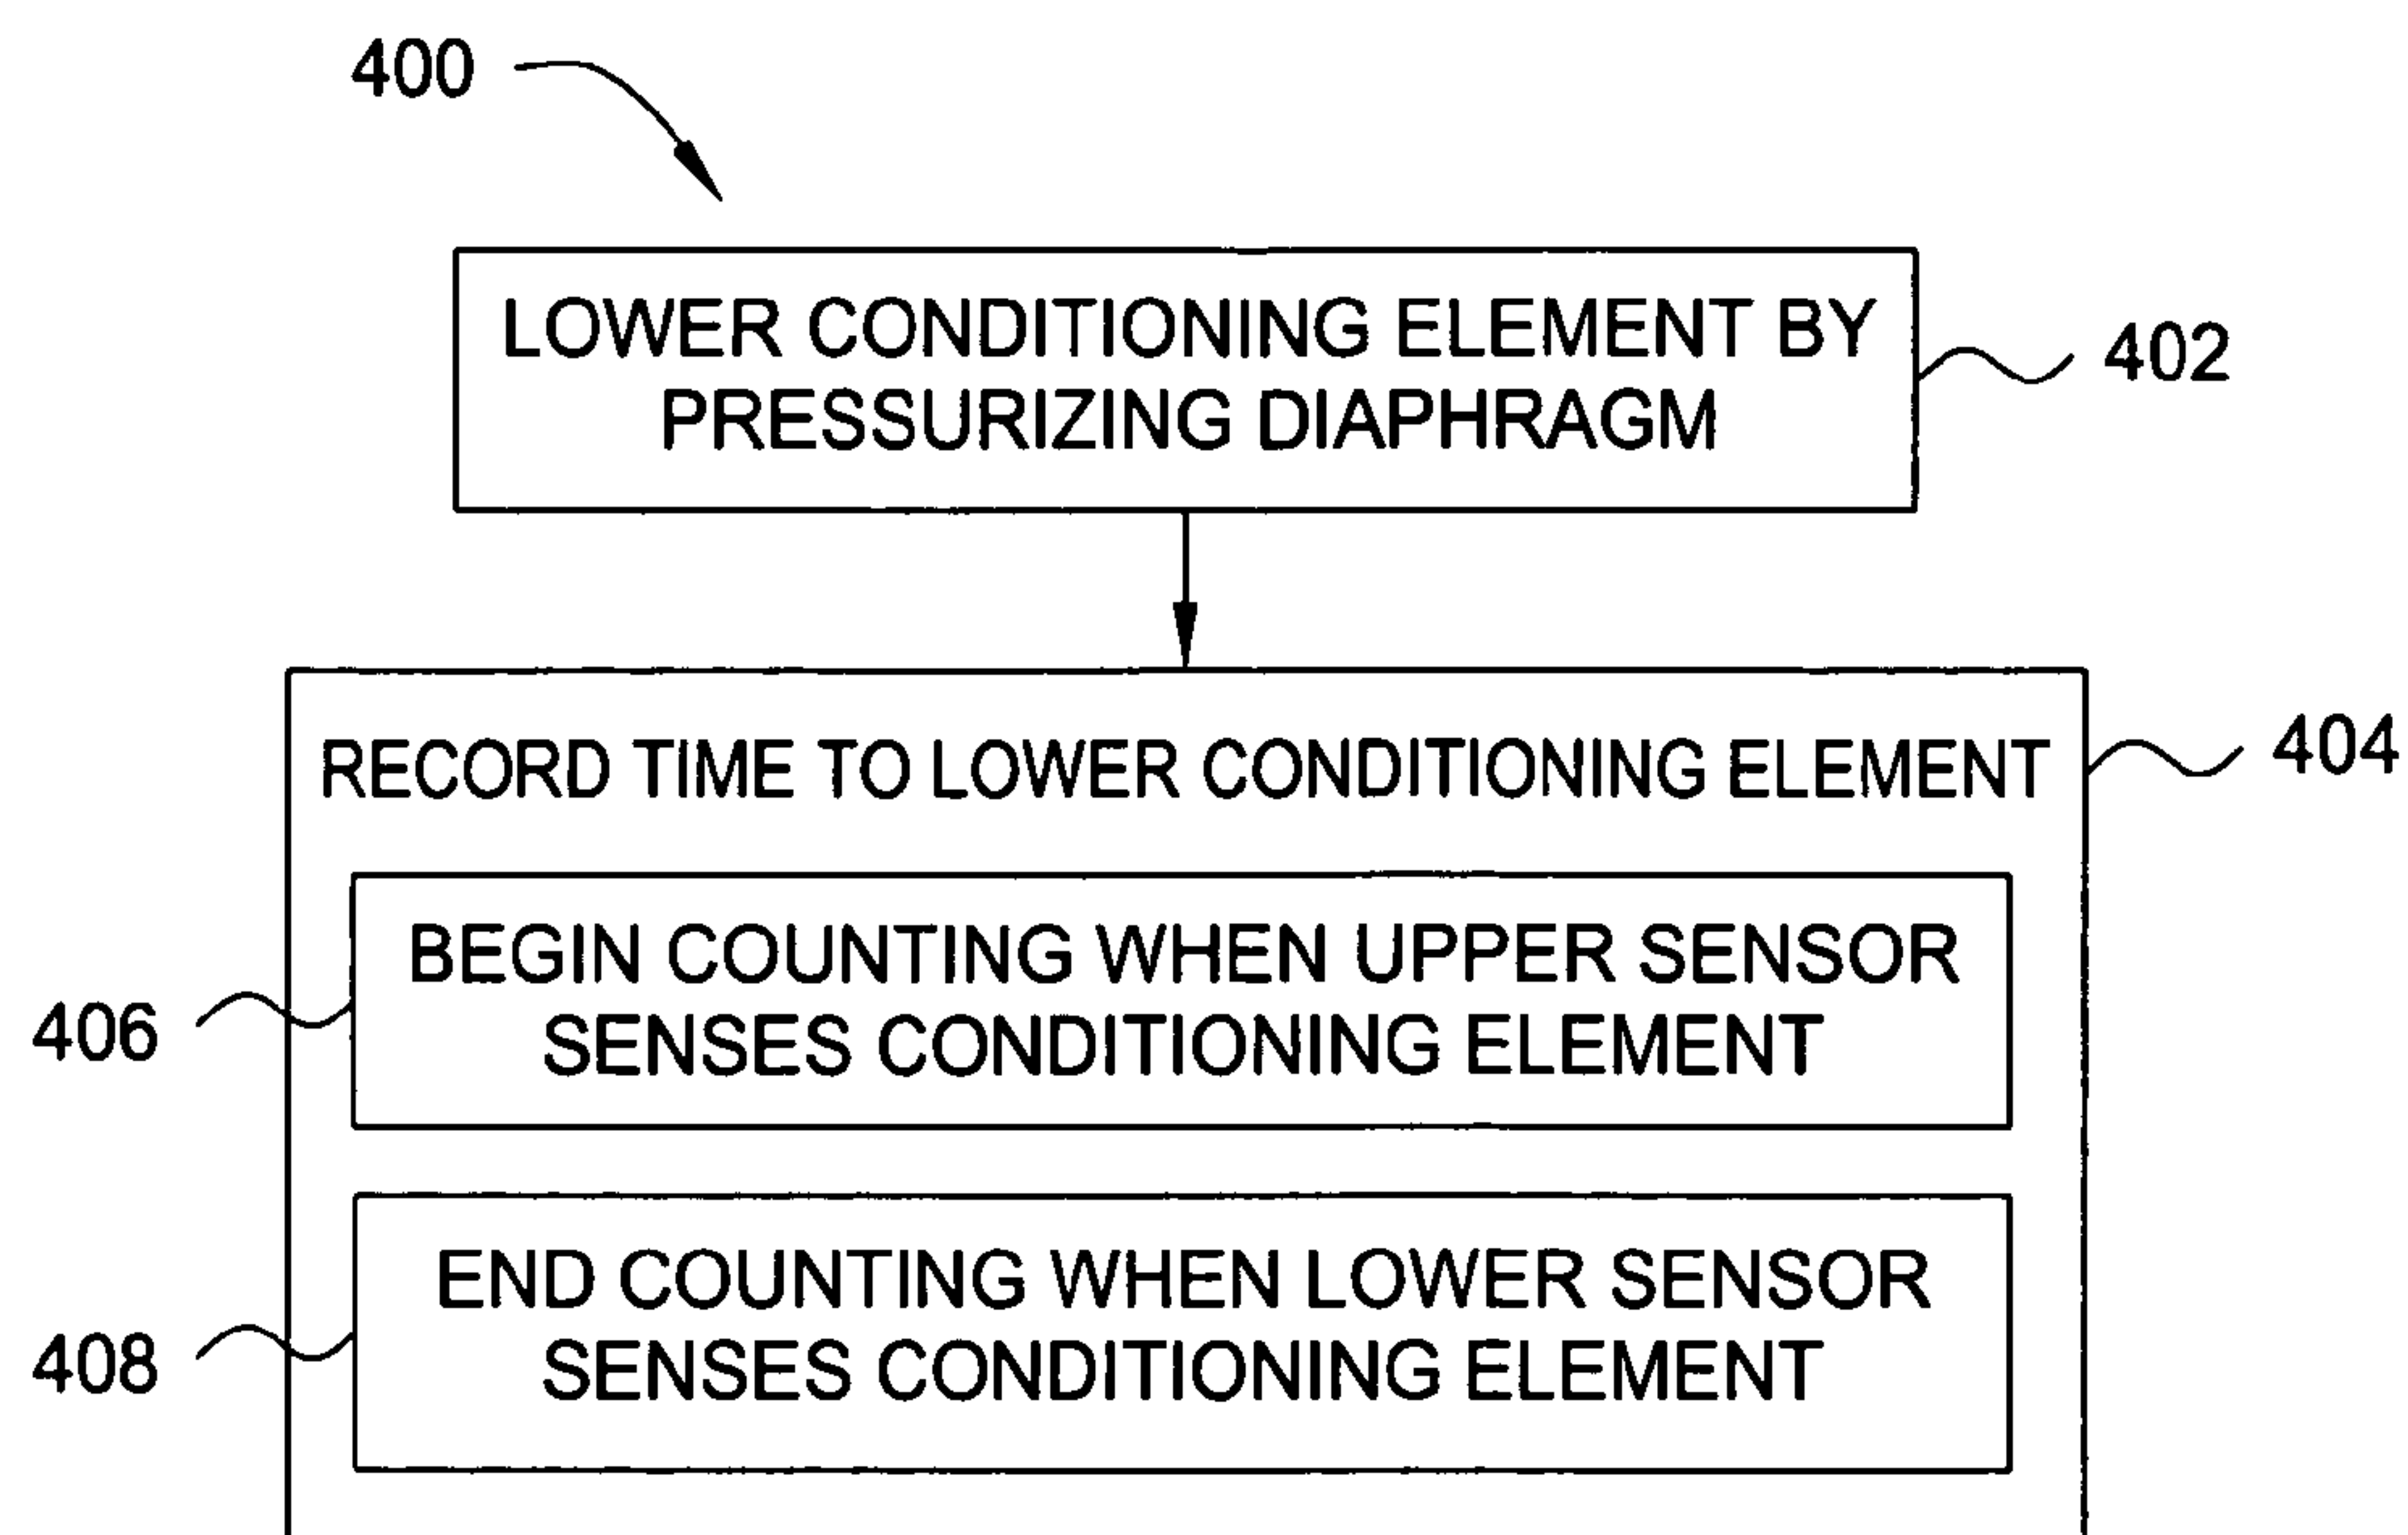 400
LOWER CONDITIONING ELEMENT BY
PRESSURIZING DIAPHRAGM
402
RECORD TIME TO LOWER CONDITIONING ELEMENT
404
BEGIN COUNTING WHEN UPPER SENSOR
SENSES CONDITIONING ELEMENT
406
END COUNTING WHEN LOWER SENSOR
SENSES CONDITIONING ELEMENT
408